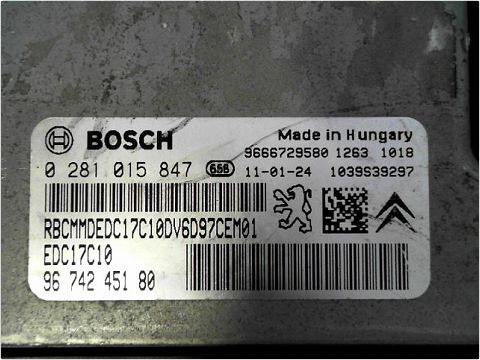 BOSCH
Made in Hungary
9666729580 1263 1018
0 281 015 847 656 11-01-24 1039S39297
RBCMMDEDC17C10DV6D97CEM01
EDC17C10
96 742 451 80